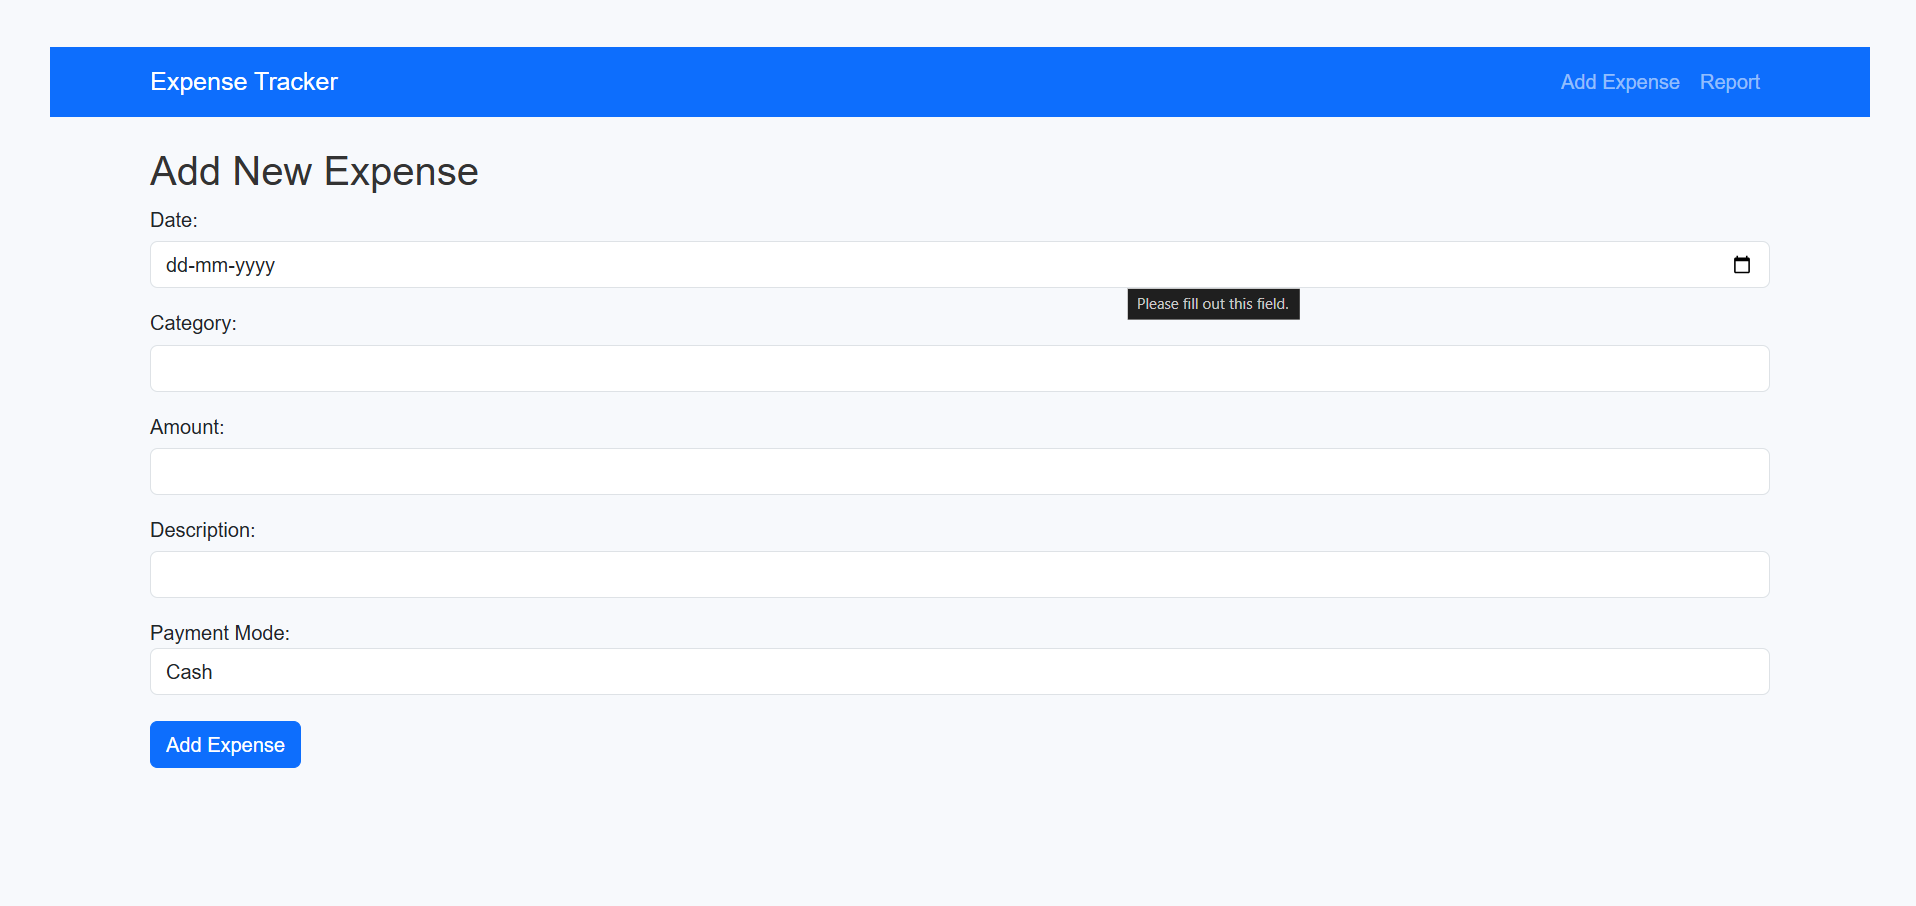 Expense Tracker
Add Expense
Report
Add New Expense
Date:
dd-mm-yyyy
Please fill out this field.
Category:
Amount:
Description:
Payment Mode:
Cash
Add Expense